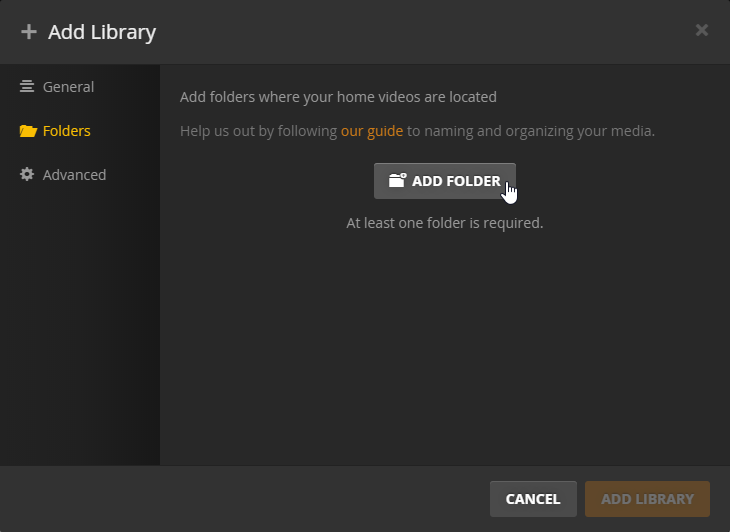 Add Library
General
Folders
Advanced
Add folders where your home videos are located
Help us out by following our guide to naming and organizing your media.
ADD FOLDER
At least one folder is required.
CANCEL
ADD LIBRARY